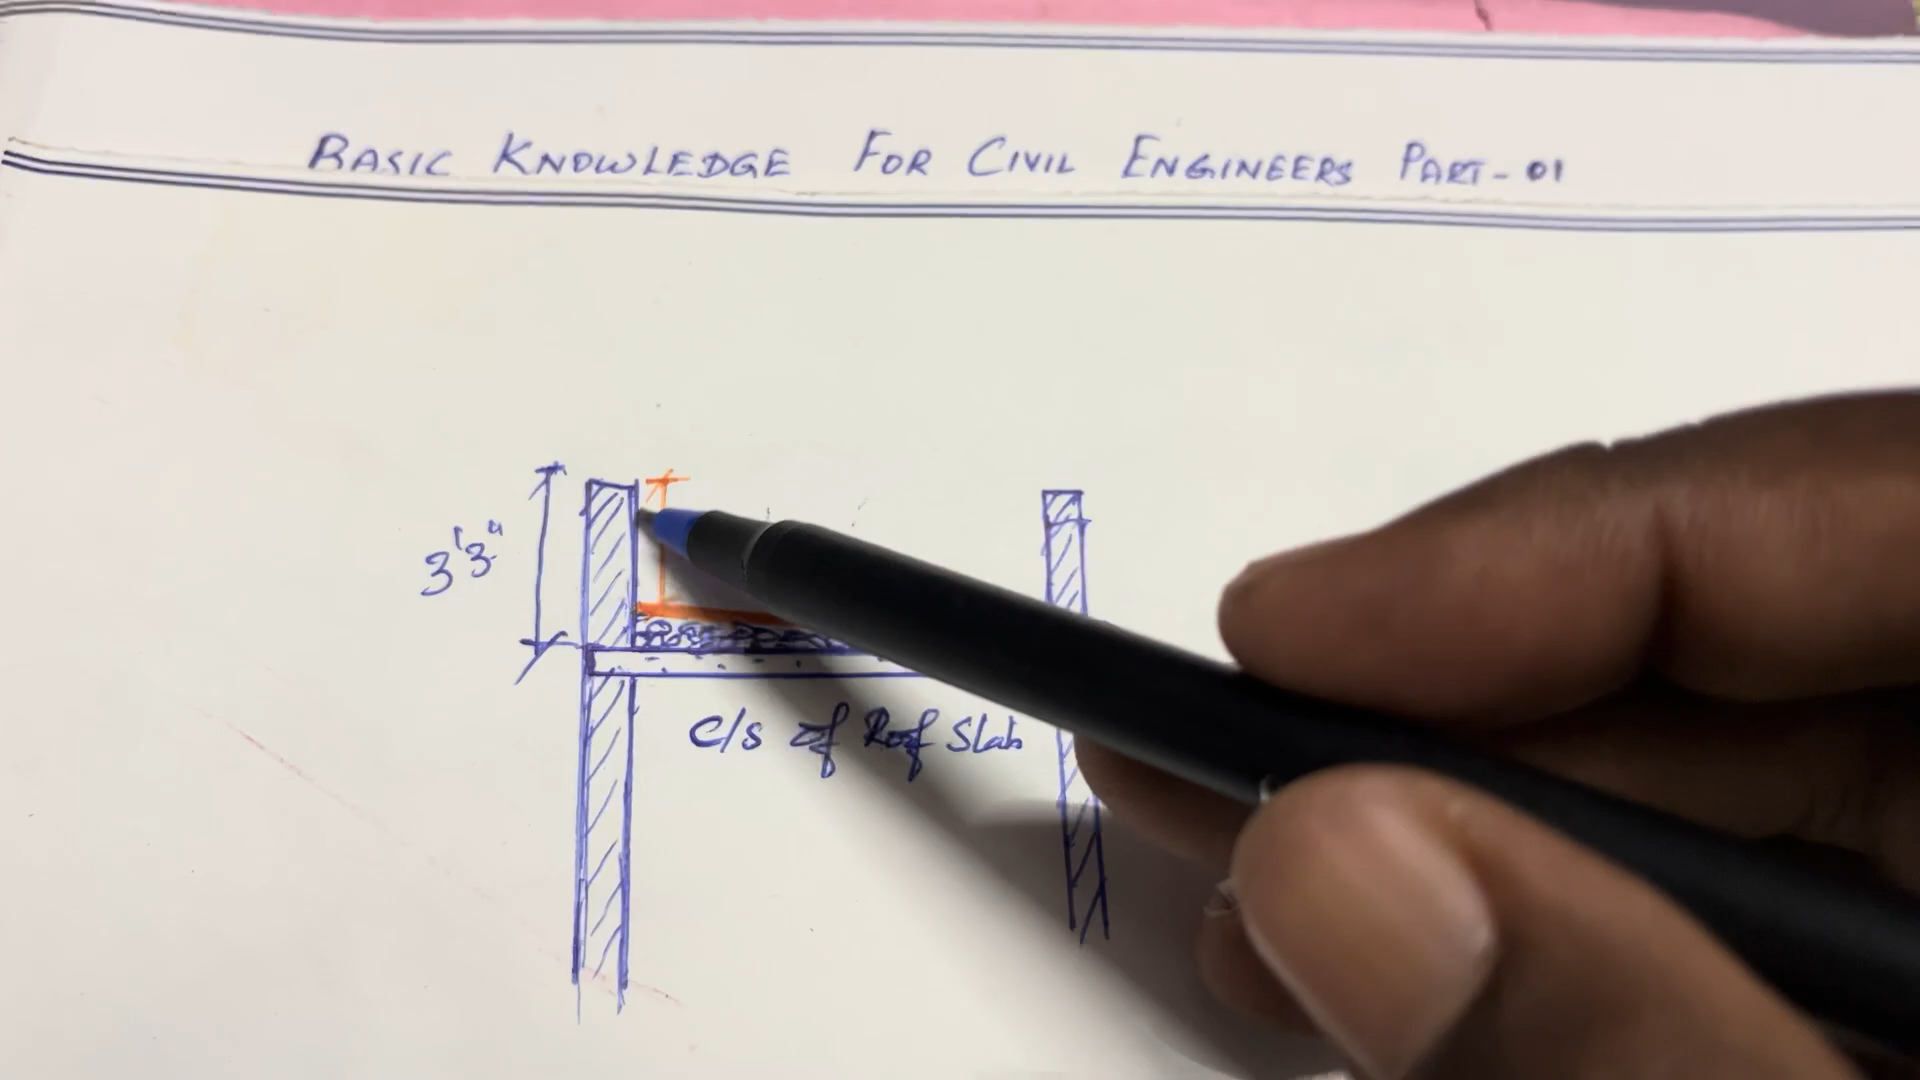 BASIC KNOWLEDGE FOR CIVIL ENGINEERS PART-01
3'3"
C/S of Roof Slab